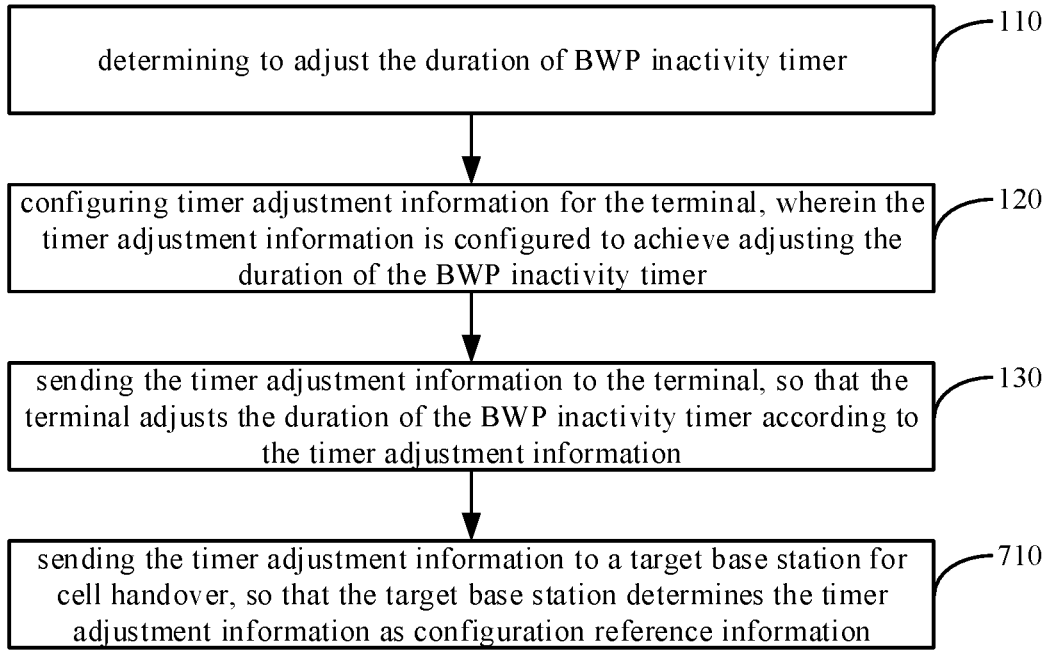 determining to adjust the duration of BWP inactivity timer
110
configuring timer adjustment information for the terminal, wherein the
timer adjustment information is configured to achieve adjusting the
duration of the BWP inactivity timer
120
sending the timer adjustment information to the terminal, so that the
terminal adjusts the duration of the BWP inactivity timer according to
the timer adjustment information
130
sending the timer adjustment information to a target base station for
cell handover, so that the target base station determines the timer
adjustment information as configuration reference information
710